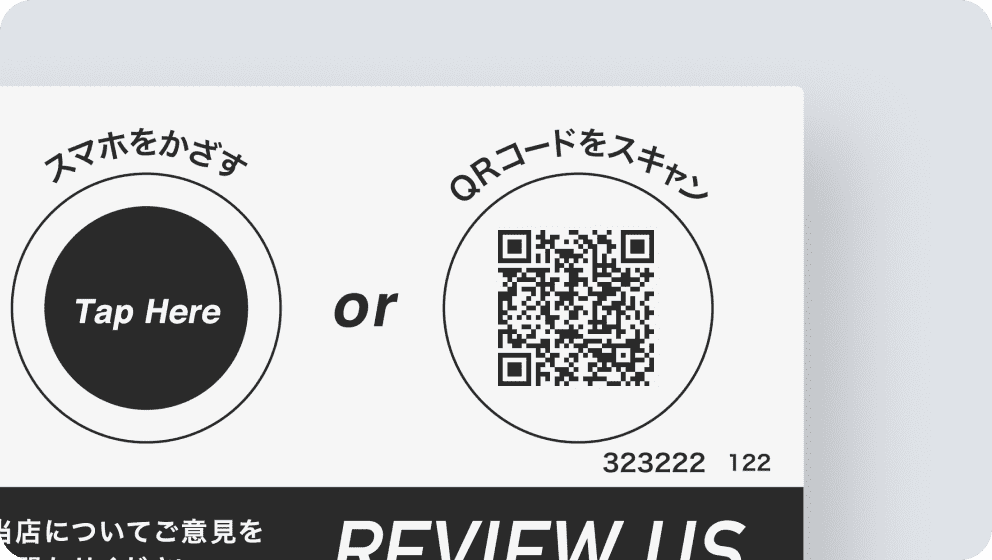 スマホをかざす
Tap Here
or
QRコードをスキャン
323222 122
当店についてご意見を
REVIEW US